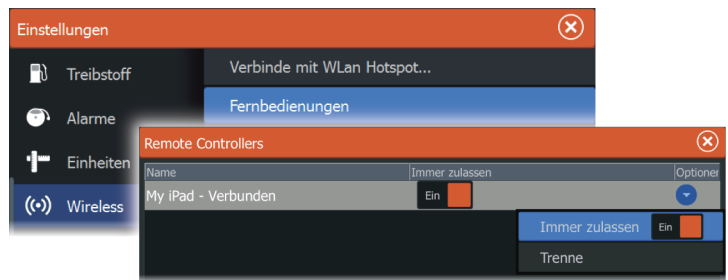 Einstellungen
Treibstoff
Verbinde mit WLan Hotspot...
Alarme
Fernbedienungen
Einheiten
Wireless
Remote Controllers
Name Immer zulassen Optionen
My iPad - Verbunden Ein
Immer zulassen Ein
Trenne